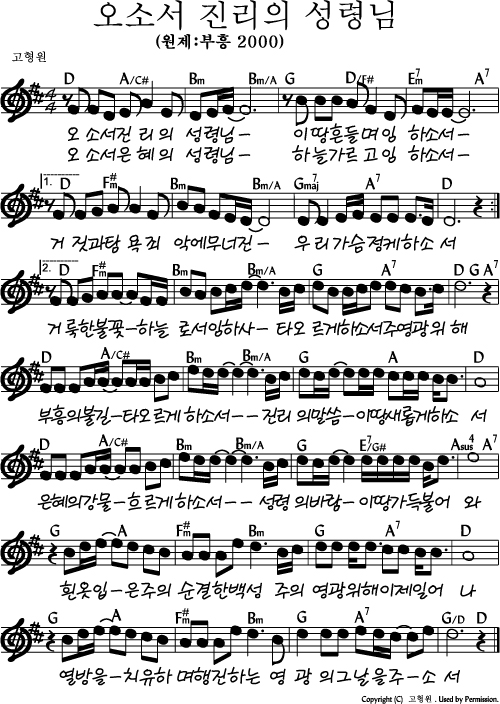 오소서 진리의 성령님
(원제:부흥 2000)
고형원
D A/C# Bm Bm/A G D/F# Em7 A7
오 소서진 리 의 성령님- 이 땅흔들며임 하소서-
오 소서은 혜 의 성령님- 하늘가르고임 하소서-
1. D F#m Bm Bm/A Gmaj7 A7 D
거 짓과탐 욕죄 악에무너진- 우 리 가슴정케하소 서
2. D F#m Bm Bm/A G A7 D G A7
거 룩한불꽃-하늘 로서임하사- 타오 르게하소서주영광위 해
D A/C# Bm Bm/A G A D
부흥의불길-타오르게 하소서--진리 의말씀-이땅새롭게하소 서
D A/C# Bm Bm/A G E7/G# Asus4 A7
은혜의강물-흐르게 하소서---성령 의바람-이땅가득불어 와
G A F#m Bm G A7 D
흰옷입-은주의 순결한백성 주의 영광위해이제일어 나
G A F#m Bm G A7 G/D D
열방을-치유하 며행진하는 영 광 의그날을주-소 서
Copyright (C) 고형원 . Used by Permission.